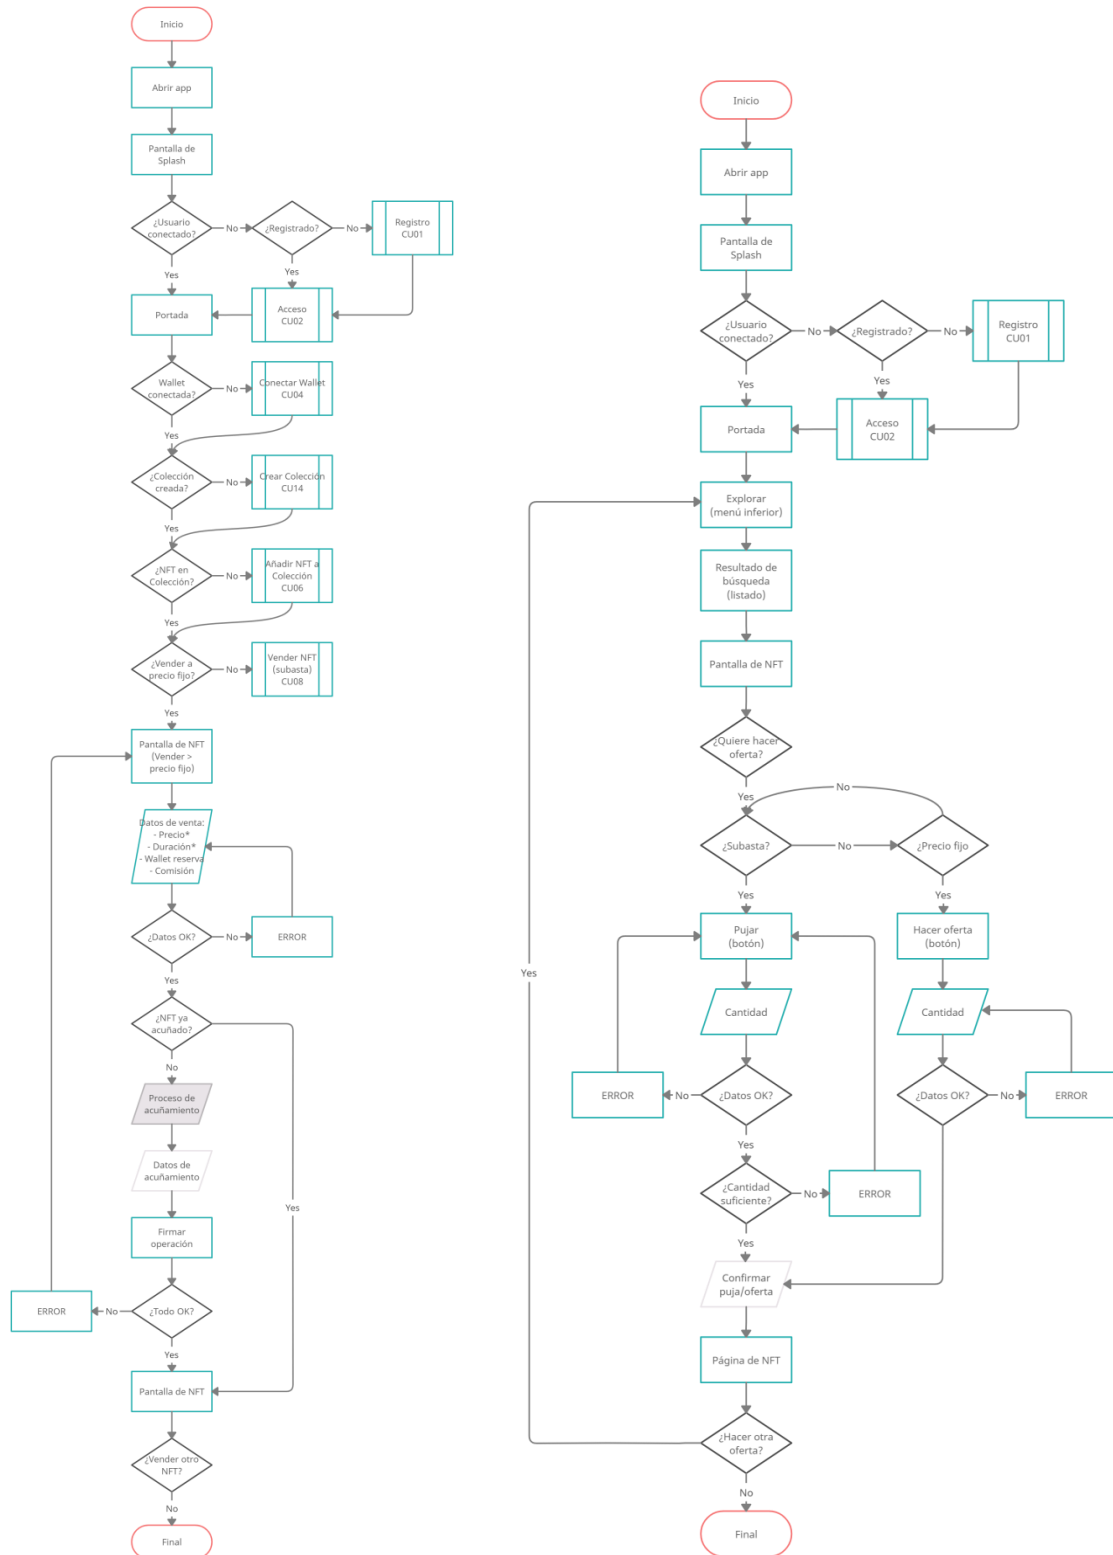 Inicio
Abrir app
Pantalla de
Splash
¿Usuario
conectado?
No
¿Registrado?
No
Registro
CU01
Yes
Yes
Portada
Acceso
CU02
Wallet
conectada?
No
Conectar Wallet
CU04
Yes
¿Colección
creada?
No
Crear Colección
CU14
Yes
¿NFT en
Colección?
No
Añadir NFT a
Colección
CU06
Yes
¿Vender a
precio fijo?
No
Vender NFT
(subasta)
CU08
Yes
Pantalla de NFT
(Vender >
precio fijo)
Datos de venta:
- Precio*
- Duración*
- Wallet reserva
- Comisión
¿Datos OK?
No
ERROR
Yes
¿NFT ya
acuñado?
No
Yes
Proceso de
acuñamiento
Datos de
acuñamiento
Firmar
operación
¿Todo OK?
No
ERROR
Yes
Pantalla de NFT
¿Vender otro
NFT?
No
Final
Inicio
Abrir app
Pantalla de
Splash
¿Usuario
conectado?
No
¿Registrado?
No
Registro
CU01
Yes
Yes
Portada
Acceso
CU02
Explorar
(menú inferior)
Resultado de
búsqueda
(listado)
Pantalla de NFT
¿Quiere hacer
oferta?
Yes
No
¿Subasta?
No
¿Precio fijo
Yes
Yes
Pujar
(botón)
Hacer oferta
(botón)
Yes
Cantidad
Cantidad
ERROR
No
¿Datos OK?
¿Datos OK?
No
ERROR
Yes
¿Cantidad
suficiente?
No
ERROR
Yes
Confirmar
puja/oferta
Página de NFT
¿Hacer otra
oferta?
No
Final